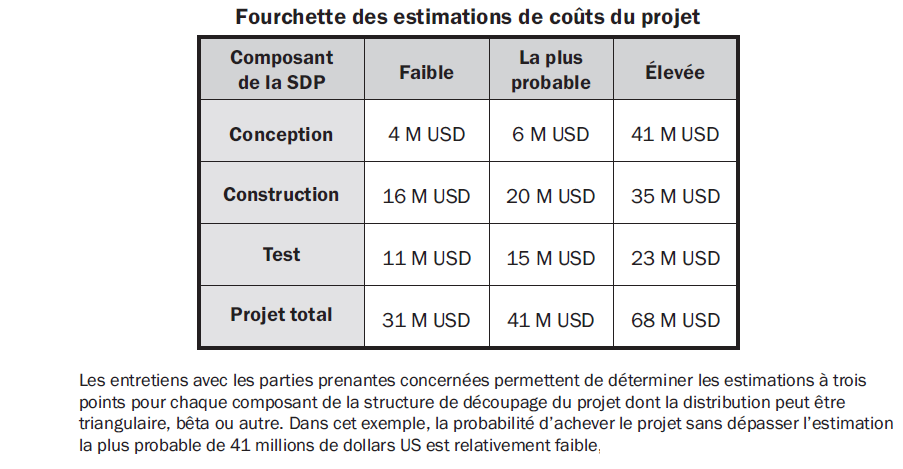 Fourchette des estimations de coûts du projet
Composant de la SDP Faible La plus probable Élevée
Conception 4 M USD 6 M USD 41 M USD
Construction 16 M USD 20 M USD 35 M USD
Test 11 M USD 15 M USD 23 M USD
Projet total 31 M USD 41 M USD 68 M USD
Les entretiens avec les parties prenantes concernées permettent de déterminer les estimations à trois
points pour chaque composant de la structure de découpage du projet dont la distribution peut être
triangulaire, bêta ou autre. Dans cet exemple, la probabilité d’achever le projet sans dépasser l’estimation
la plus probable de 41 millions de dollars US est relativement faible,